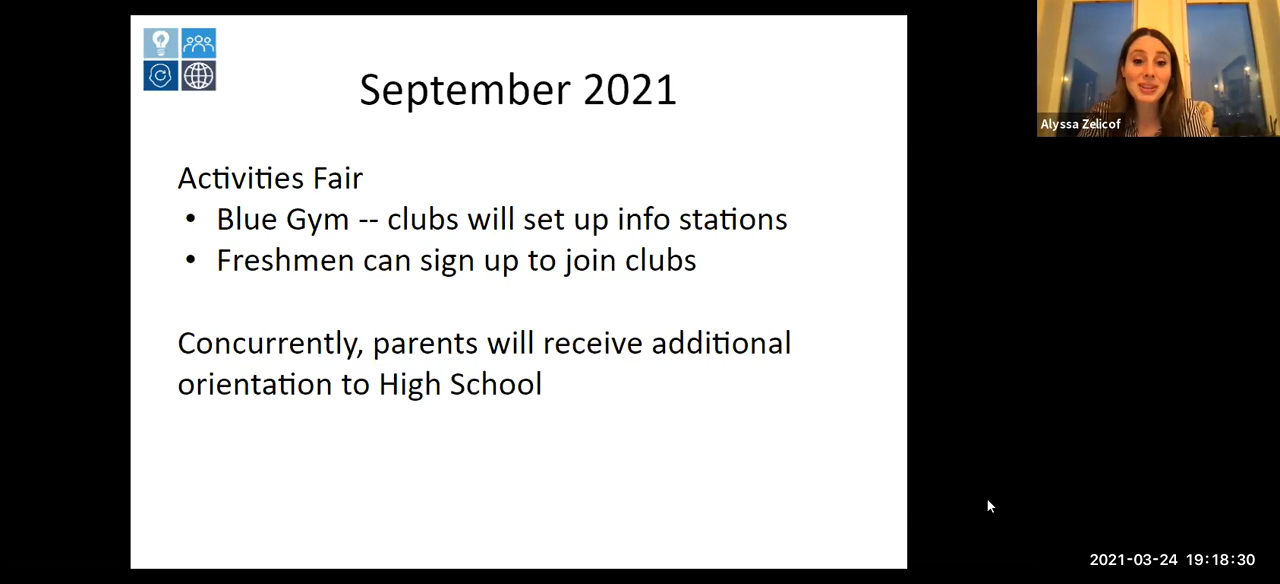 September 2021
Alyssa Zelicof
Activities Fair
• Blue Gym -- clubs will set up info stations
• Freshmen can sign up to join clubs
Concurrently, parents will receive additional
orientation to High School
2021-03-24 19:18:30